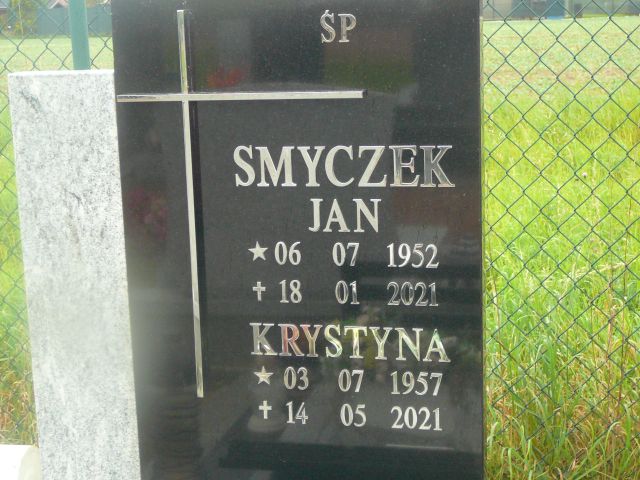 ŚP
SMYCZEK
JAN
★ 06 07 1952
✝ 18 01 2021
KRYSTYNA
★ 03 07 1957
✝ 14 05 2021